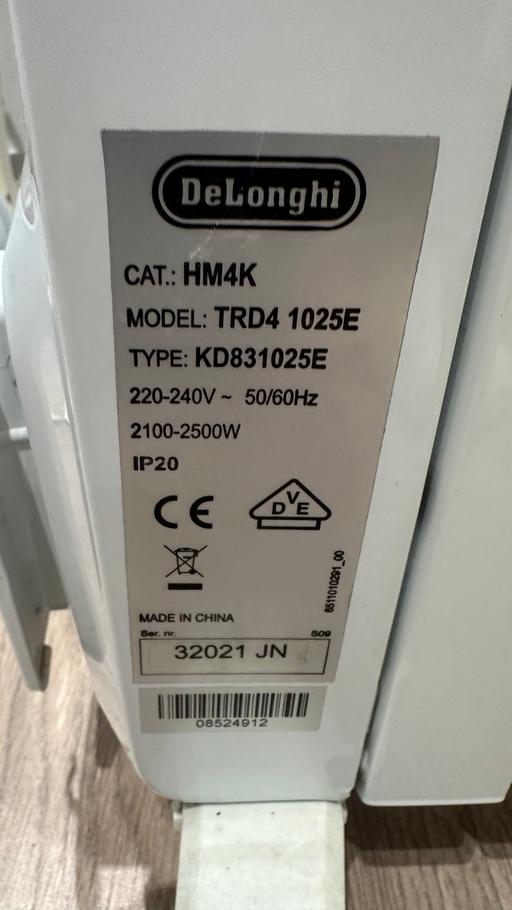 DeLonghi
CAT.: HM4K
MODEL: TRD4 1025E
TYPE: KD831025E
220-240V ~ 50/60Hz
2100-2500W
IP20
CE
DVE
6511010291_00
MADE IN CHINA
Ser. nr. S09
32021 JN
08524912